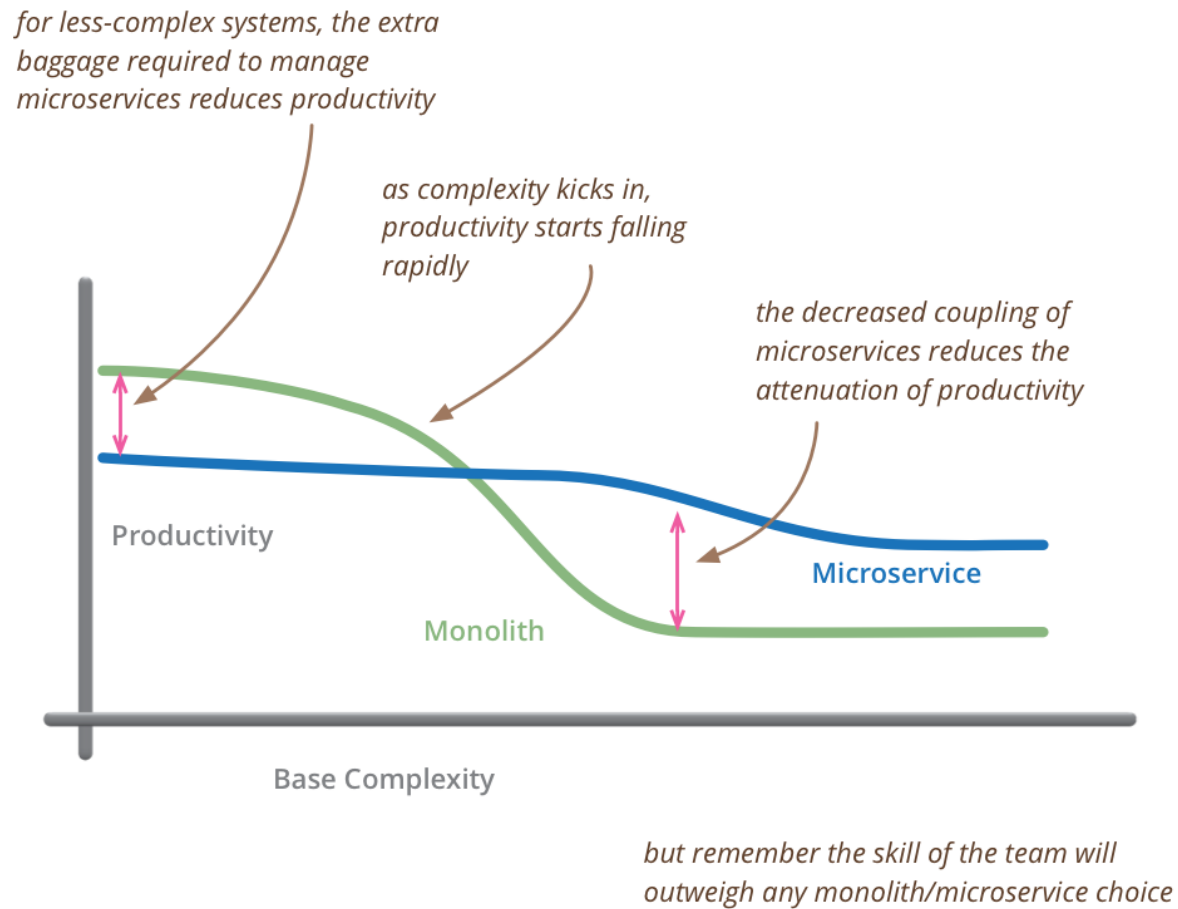 for less-complex systems, the extra
baggage required to manage
microservices reduces productivity
as complexity kicks in,
productivity starts falling
rapidly
the decreased coupling of
microservices reduces the
attenuation of productivity
Productivity
Microservice
Monolith
Base Complexity
but remember the skill of the team will
outweigh any monolith/microservice choice